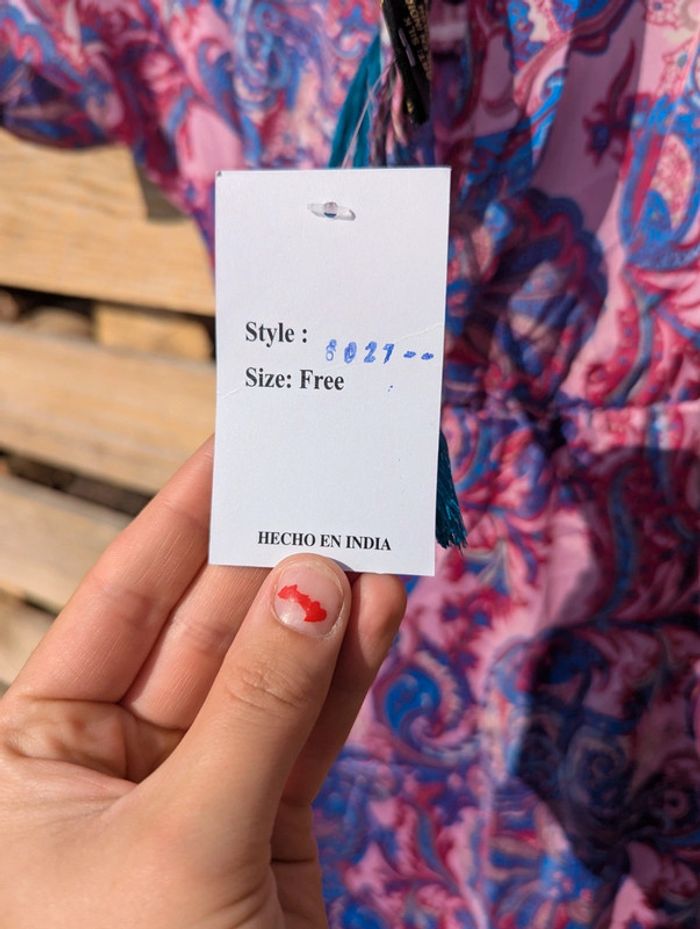 Style : 8027--
Size: Free
HECHO EN INDIA